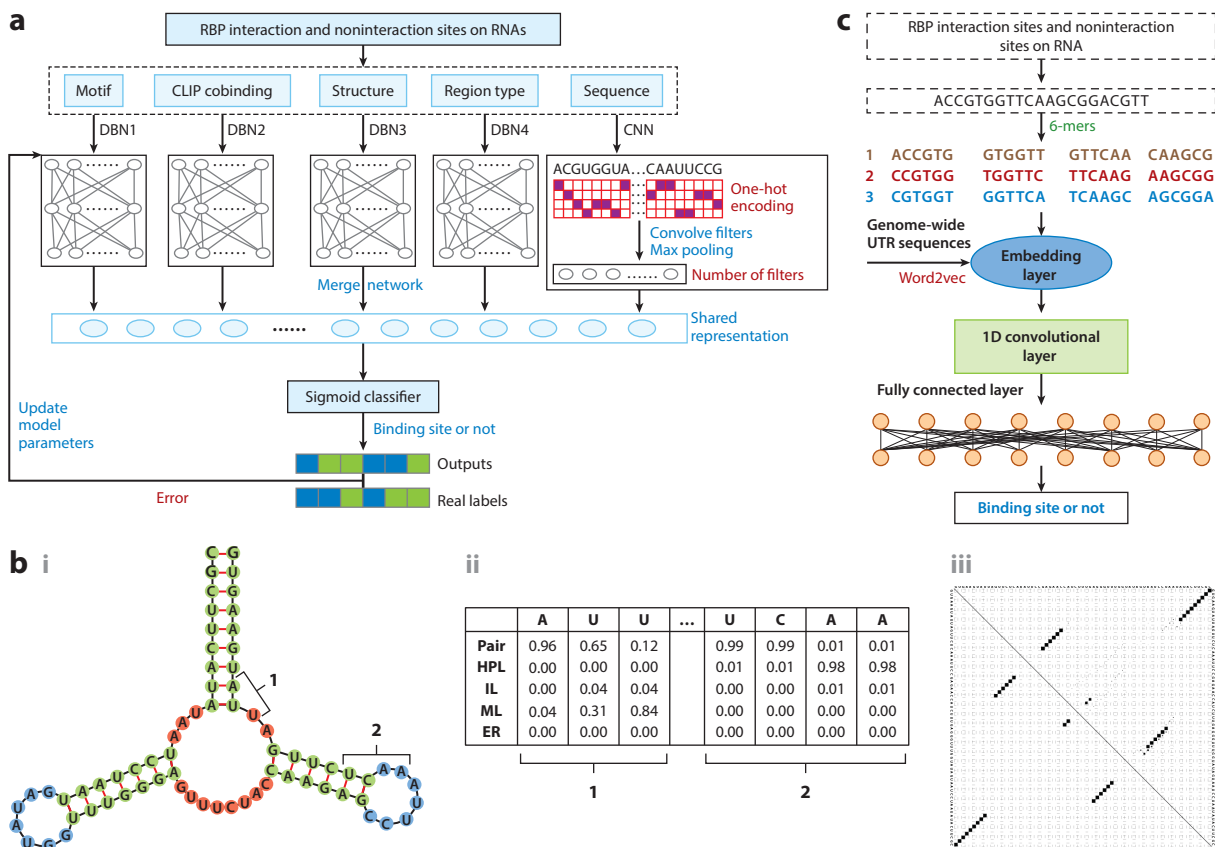 a
RBP interaction and noninteraction sites on RNAs
Motif CLIP cobinding Structure Region type Sequence
DBN1 DBN2 DBN3 DBN4 CNN
ACGUGGUA...CAAUUCCG
One-hot
encoding
Convolve filters
Max pooling
Number of filters
Merge network
Shared
representation
Sigmoid classifier
Update
model
parameters
Binding site or not
Outputs
Error
Real labels
c
RBP interaction and noninteraction
sites on RNA
ACCGTGGTTCAAGCGGACGTT
6-mers
1 ACCGTG GTGGTT GTTCAA CAAGCG
2 CCGTGG TGGTTC TTCAAG AAGCGG
3 CGTGGT GGTTCA TCAAGC AGCGGA
Genome-wide
UTR sequences
Word2vec
Embedding
layer
1D convolutional
layer
Fully connected layer
Binding site or not
b i
1
2
ii
A U U ... U C A A
Pair 0.96 0.65 0.12 0.99 0.99 0.01 0.01
HPL 0.00 0.00 0.00 0.01 0.01 0.98 0.98
IL 0.00 0.04 0.04 0.00 0.00 0.01 0.01
ML 0.04 0.31 0.84 0.00 0.00 0.00 0.00
ER 0.00 0.00 0.00 0.00 0.00 0.00 0.00
1 2
iii